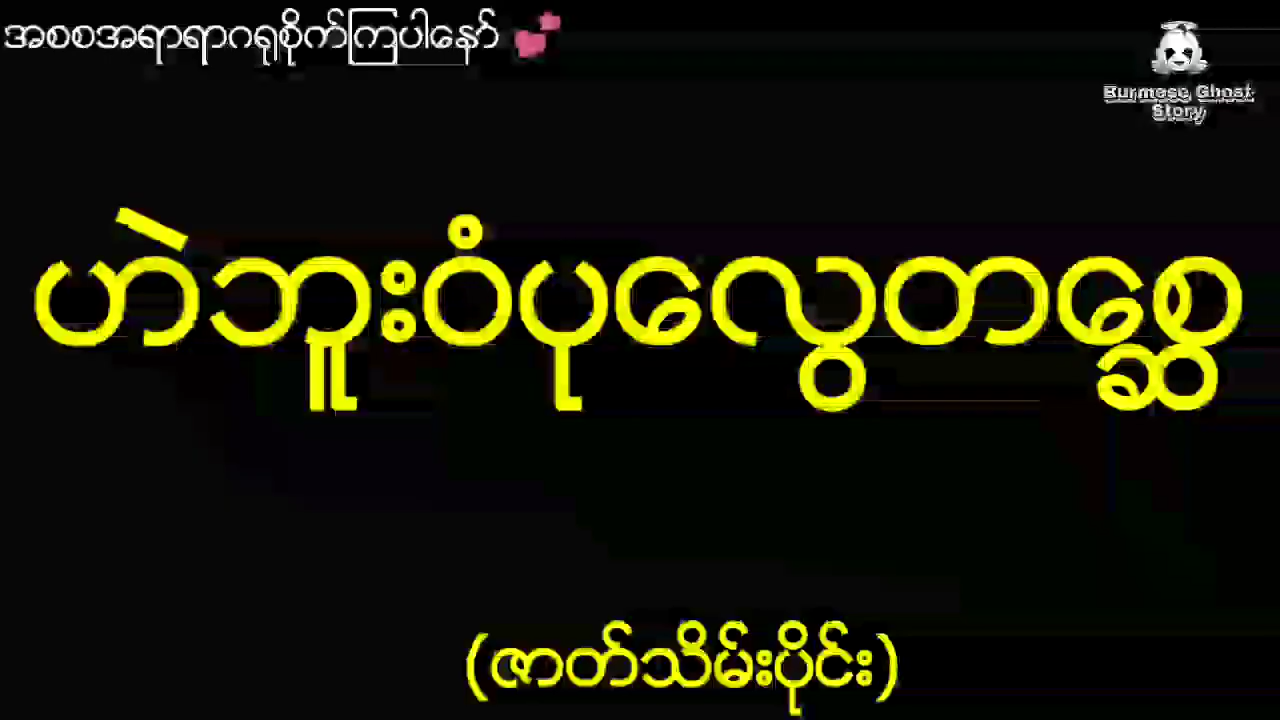 အစစအရာရာဂရုစိုက်ကြပါနော် 💕
Burmese Ghost
Story
ဟဲဘူးဝံပုလွေတစ္ဆေ
(ဇာတ်သိမ်းပိုင်း)